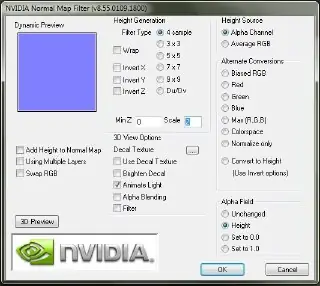 NVIDIA Normal Map Filter (v8.55.0109.1800)
Dynamic Preview
Add Height to Normal Map
Using Multiple Layers
Swap RGB
3D Preview
NVIDIA.
Height Generation
Filter Type
4 sample
3 x 3
5 x 5
7 x 7
9 x 9
Du/Dv
Wrap
Invert X
Invert Y
Invert Z
Min Z 0
Scale
3D View Options
Decal Texture
...
Use Decal Texture
Brighten Decal
Animate Light
Alpha Blending
Filter
Height Source
Alpha Channel
Average RGB
Alternate Conversions
Biased RGB
Red
Green
Blue
Max (R,G,B)
Colorspace
Normalize only
Convert to Height
(Use Invert options)
Alpha Field
Unchanged
Height
Set to 0.0
Set to 1.0
OK
Cancel